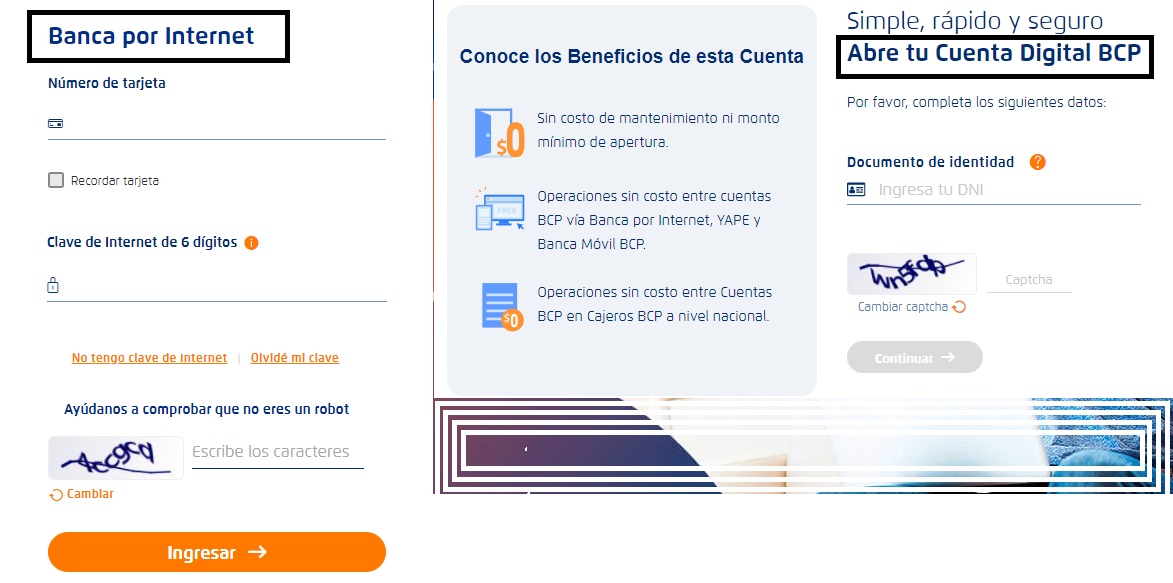 Banca por Internet
Número de tarjeta
Recordar tarjeta
Clave de Internet de 6 dígitos
No tengo clave de Internet | Olvidé mi clave
Ayúdanos a comprobar que no eres un robot
Escribe los caracteres
Cambiar
Ingresar →
Conoce los Beneficios de esta Cuenta
$0
Sin costo de mantenimiento ni monto
mínimo de apertura.
FREE
Operaciones sin costo entre cuentas
BCP vía Banca por Internet, YAPE y
Banca Móvil BCP.
$0
Operaciones sin costo entre Cuentas
BCP en Cajeros BCP a nivel nacional.
Simple, rápido y seguro
Abre tu Cuenta Digital BCP
Por favor, completa los siguientes datos:
Documento de identidad ?
Ingresa tu DNI
Captcha
Cambiar captcha
Continuar →